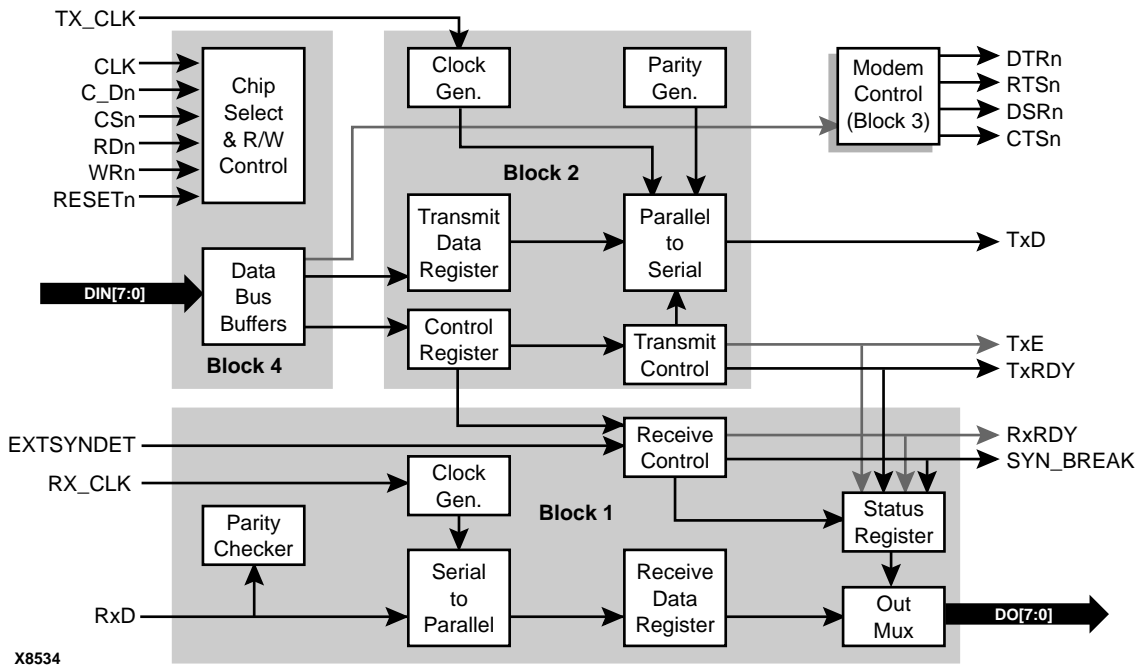 TX_CLK
CLK
C_Dn
CSn
RDn
WRn
RESETn
Chip
Select
& R/W
Control
Clock
Gen.
Parity
Gen.
Modem
Control
(Block 3)
DTRn
RTSn
DSRn
CTSn
Block 2
Transmit
Data
Register
Parallel
to
Serial
TxD
DIN[7:0]
Data
Bus
Buffers
Block 4
Control
Register
Transmit
Control
TxE
TxRDY
EXTSYNDET
RX_CLK
Receive
Control
RxRDY
SYN_BREAK
Clock
Gen.
Block 1
Status
Register
Parity
Checker
RxD
Serial
to
Parallel
Receive
Data
Register
Out
Mux
DO[7:0]
X8534